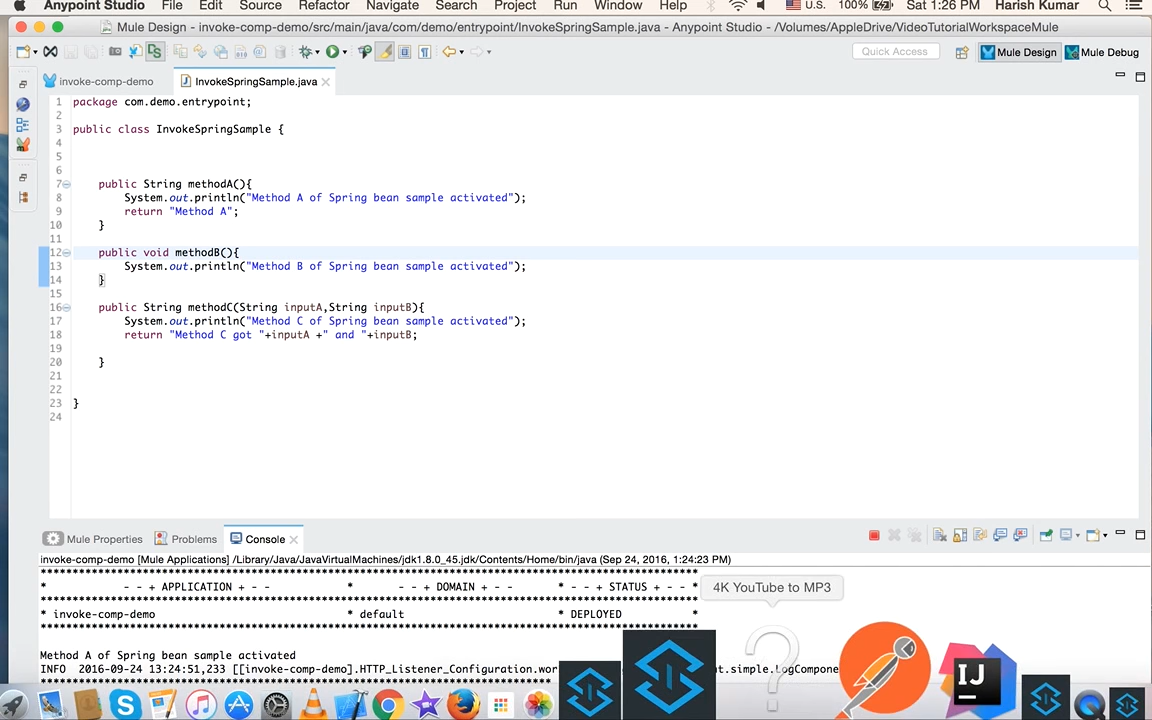 Anypoint Studio File Edit Source Refactor Navigate Search Project Run Window Help U.S. 100% Sat 1:26 PM Harish Kumar
Mule Design - invoke-comp-demo/src/main/java/com/demo/entrypoint/InvokeSpringSample.java - Anypoint Studio - /Volumes/AppleDrive/VideoTutorialWorkspaceMule
Quick Access Mule Design Mule Debug
invoke-comp-demo InvokeSpringSample.java
1 package com.demo.entrypoint;
2
3 public class InvokeSpringSample {
4
5
6
7 public String methodA(){
8 System.out.println("Method A of Spring bean sample activated");
9 return "Method A";
10 }
11
12 public void methodB(){
13 System.out.println("Method B of Spring bean sample activated");
14 }
15
16 public String methodC(String inputA,String inputB){
17 System.out.println("Method C of Spring bean sample activated");
18 return "Method C got "+inputA +" and "+inputB;
19
20 }
21
22
23 }
24
Mule Properties Problems Console
invoke-comp-demo [Mule Applications] /Library/Java/JavaVirtualMachines/jdk1.8.0_45.jdk/Contents/Home/bin/java (Sep 24, 2016, 1:24:23 PM)
* - - + APPLICATION + - - * - - + DOMAIN + - - * - - + STATUS + - - *
4K YouTube to MP3
* invoke-comp-demo * default * DEPLOYED *
Method A of Spring bean sample activated
INFO 2016-09-24 13:24:51,233 [[invoke-comp-demo].HTTP_Listener_Configuration.wor t.simple.LogCompone
IJ